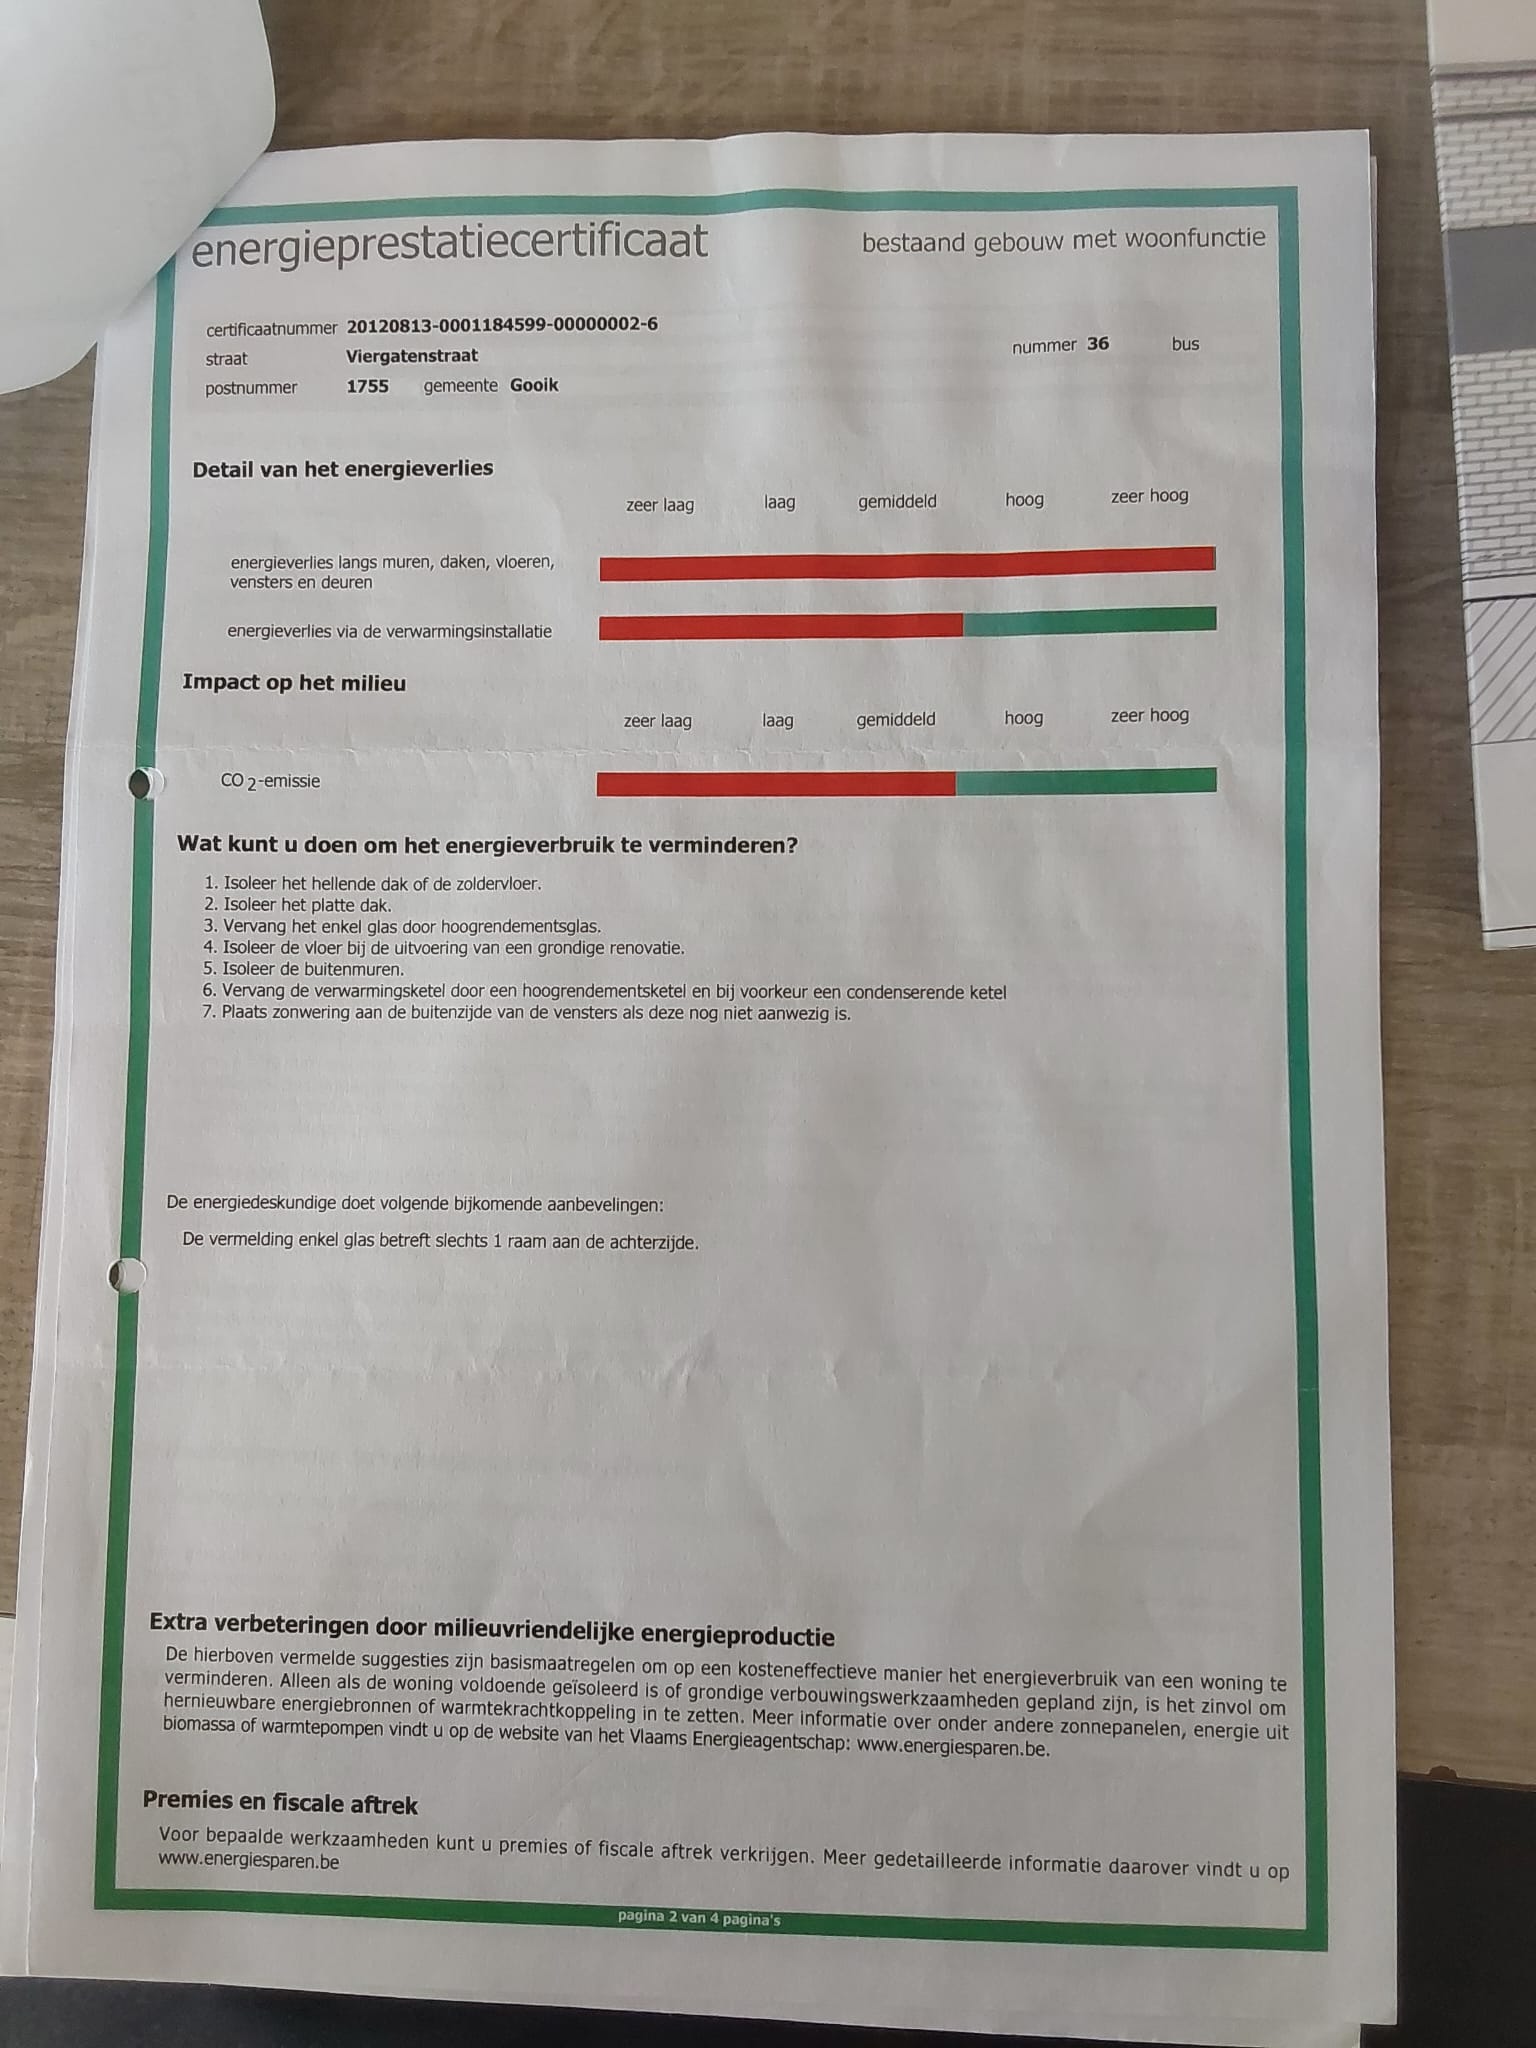 energieprestatiecertificaat bestaand gebouw met woonfunctie
certificaatnummer 20120813-0001184599-00000002-6
straat Viergatenstraat nummer 36 bus
postnummer 1755 gemeente Gooik
Detail van het energieverlies
zeer laag laag gemiddeld hoog zeer hoog
energieverlies langs muren, daken, vloeren,
vensters en deuren
energieverlies via de verwarmingsinstallatie
Impact op het milieu
zeer laag laag gemiddeld hoog zeer hoog
CO2-emissie
Wat kunt u doen om het energieverbruik te verminderen?
1. Isoleer het hellende dak of de zoldervloer.
2. Isoleer het platte dak.
3. Vervang het enkel glas door hoogrendementsglas.
4. Isoleer de vloer bij de uitvoering van een grondige renovatie.
5. Isoleer de buitenmuren.
6. Vervang de verwarmingsketel door een hoogrendementsketel en bij voorkeur een condenserende ketel
7. Plaats zonwering aan de buitenzijde van de vensters als deze nog niet aanwezig is.
De energiedeskundige doet volgende bijkomende aanbevelingen:
De vermelding enkel glas betreft slechts 1 raam aan de achterzijde.
Extra verbeteringen door milieuvriendelijke energieproductie
De hierboven vermelde suggesties zijn basismaatregelen om op een kosteneffectieve manier het energieverbruik van een woning te
verminderen. Alleen als de woning voldoende geïsoleerd is of grondige verbouwingswerkzaamheden gepland zijn, is het zinvol om
hernieuwbare energiebronnen of warmtekrachtkoppeling in te zetten. Meer informatie over onder andere zonnepanelen, energie uit
biomassa of warmtepompen vindt u op de website van het Vlaams Energieagentschap: www.energiesparen.be.
Premies en fiscale aftrek
Voor bepaalde werkzaamheden kunt u premies of fiscale aftrek verkrijgen. Meer gedetailleerde informatie daarover vindt u op
www.energiesparen.be
pagina 2 van 4 pagina's